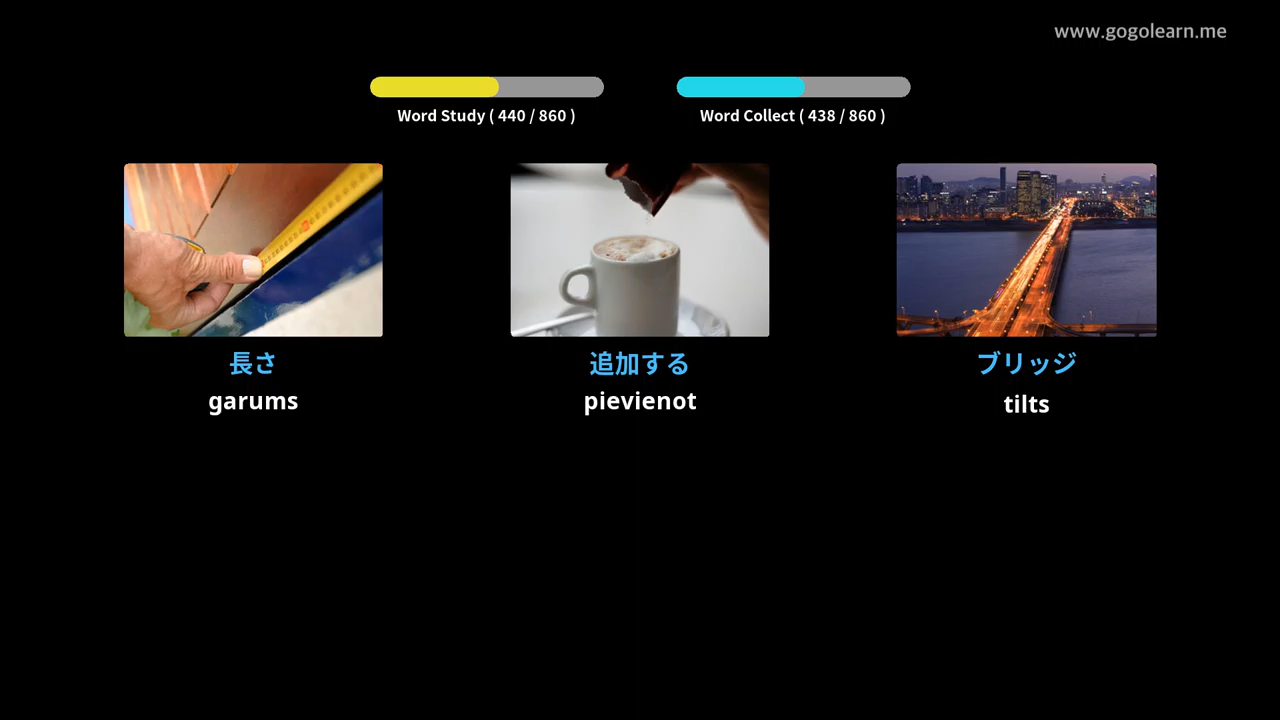 www.gogolearn.me
Word Study ( 440 / 860 )
Word Collect ( 438 / 860 )
長さ
追加する
ブリッジ
garums
pievienot
tilts